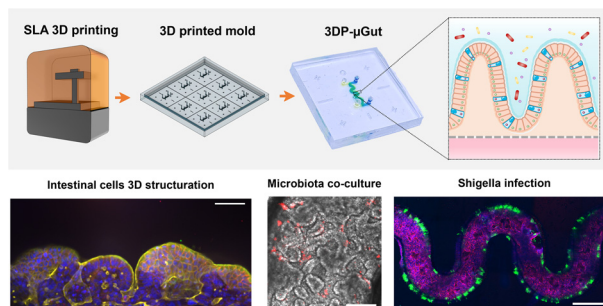 SLA 3D printing
3D printed mold
3DP-µGut
Intestinal cells 3D structuration
Microbiota co-culture
Shigella infection